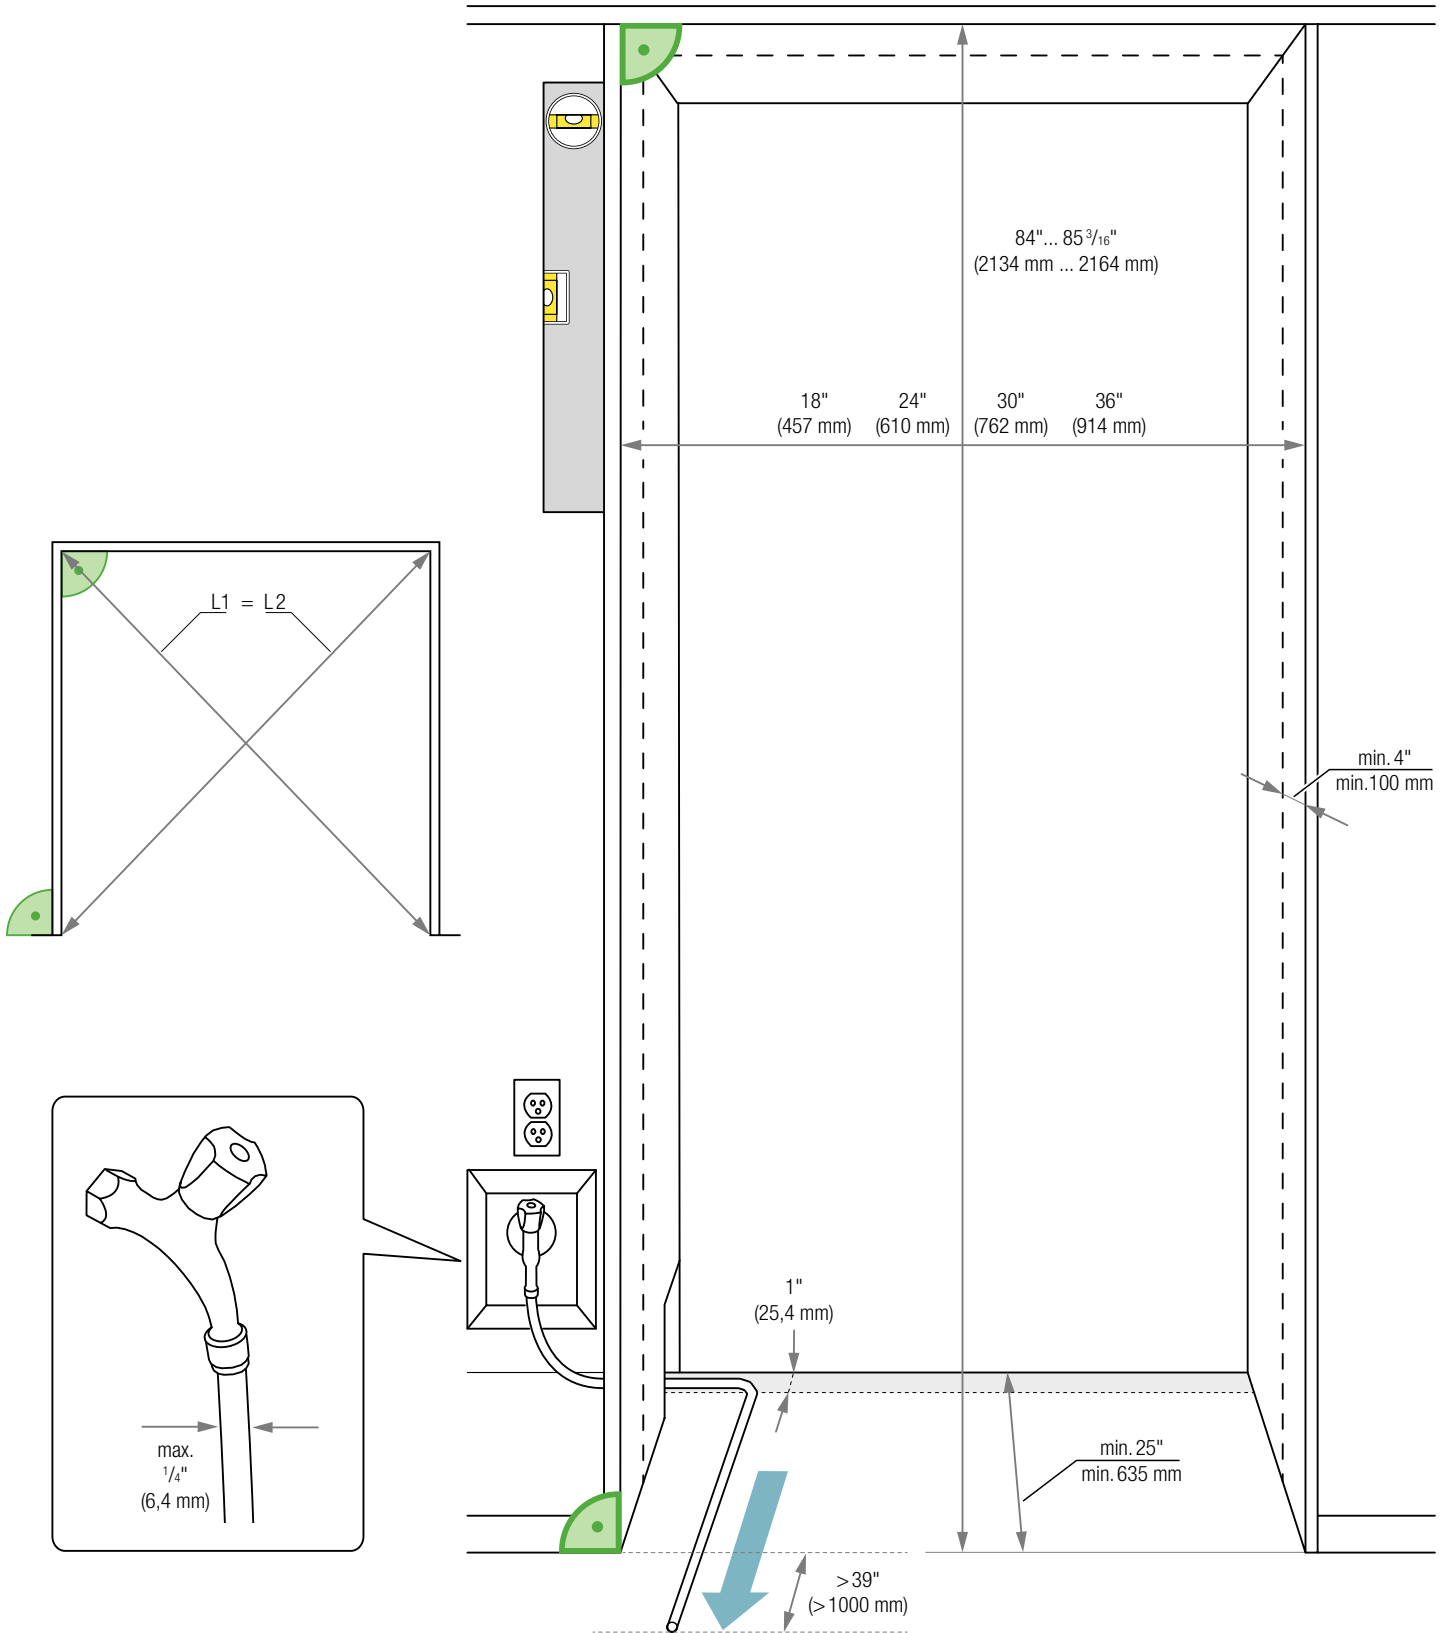 84"... 85 3/16"
(2134 mm ... 2164 mm)
18" 24" 30" 36"
(457 mm) (610 mm) (762 mm) (914 mm)
L1 = L2
min. 4"
min. 100 mm
1"
(25,4 mm)
max.
1/4"
(6,4 mm)
min. 25"
min. 635 mm
>39"
(>1000 mm)